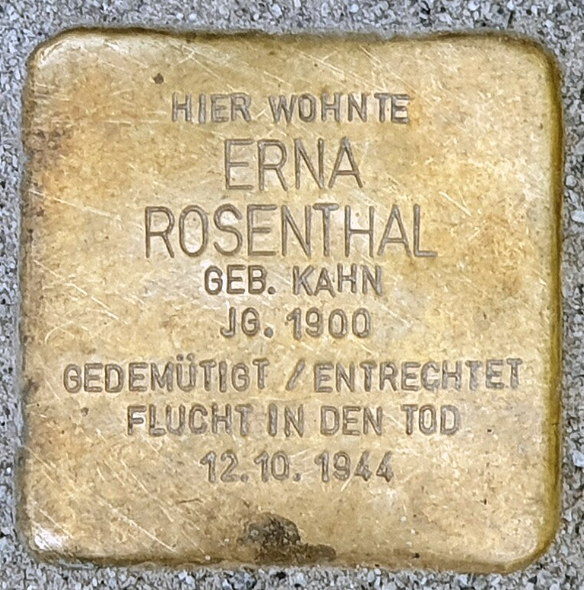 HIER WOHNTE
ERNA
ROSENTHAL
GEB. KAHN
JG. 1900
GEDEMÜTIGT / ENTRECHTET
FLUCHT IN DEN TOD
12.10. 1944